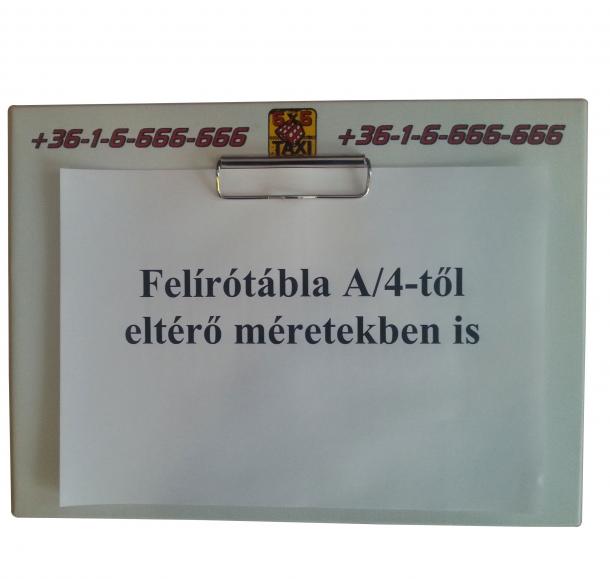 +36-1-6-666-666 6X6 TAXI +36-1-6-666-666
Felírótábla A/4-től
eltérő méretekben is